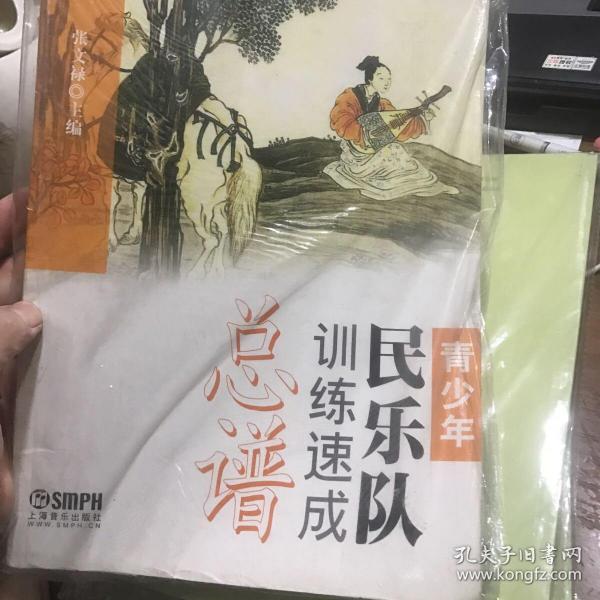 张文禄◎主编
青少年
民乐队
训练速成
总谱
SMPH
上海音乐出版社
WWW.SMPH.CN
孔夫子旧书网
www.kongfz.com